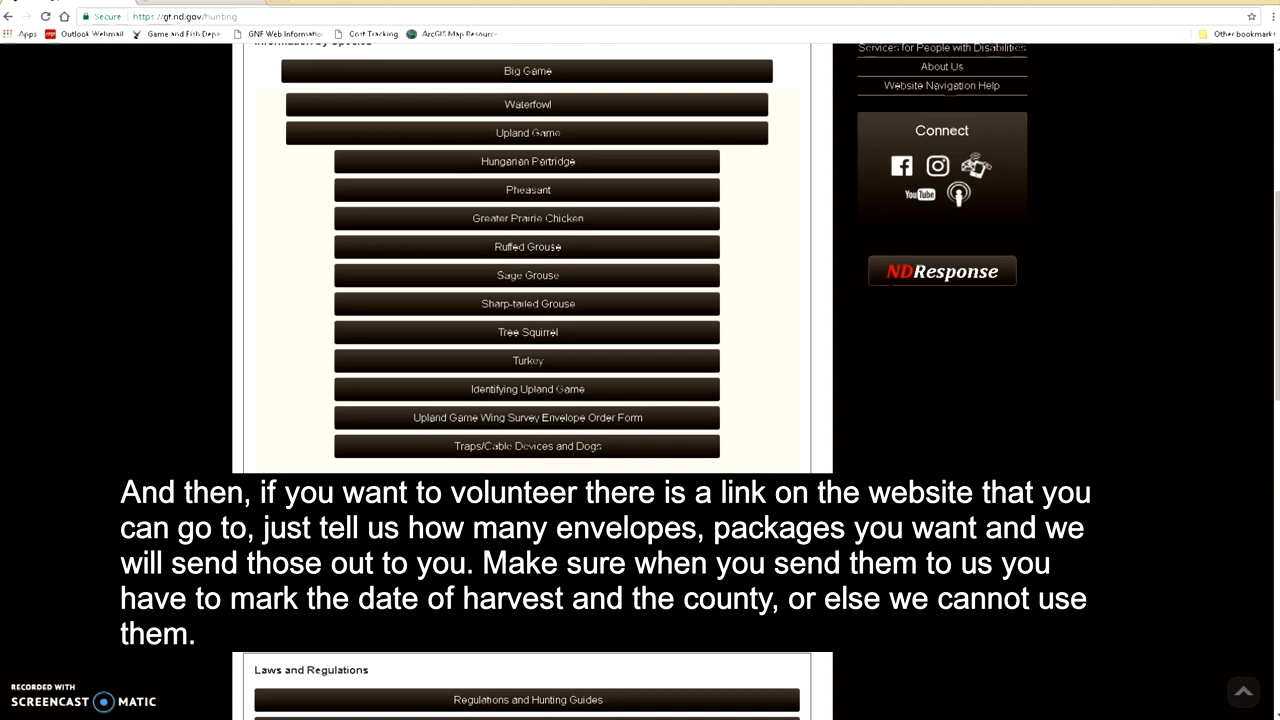 Secure
https://gf.nd.gov/hunting
Apps
Outlook Webmail
Game and Fish Depar
GNF Web Informatio
Cost Tracking
ArcGIS Map Resourc
Other bookmarks
Information by Species
Big Game
Waterfowl
Upland Game
Hungarian Partridge
Pheasant
Greater Prairie Chicken
Ruffed Grouse
Sage Grouse
Sharp-tailed Grouse
Tree Squirrel
Turkey
Identifying Upland Game
Upland Game Wing Survey Envelope Order Form
Traps/Cable Devices and Dogs
Services for People with Disabilities
About Us
Website Navigation Help
Connect
YouTube
NDResponse
And then, if you want to volunteer there is a link on the website that you
can go to, just tell us how many envelopes, packages you want and we
will send those out to you. Make sure when you send them to us you
have to mark the date of harvest and the county, or else we cannot use
them.
Laws and Regulations
Regulations and Hunting Guides
RECORDED WITH
SCREENCAST MATIC